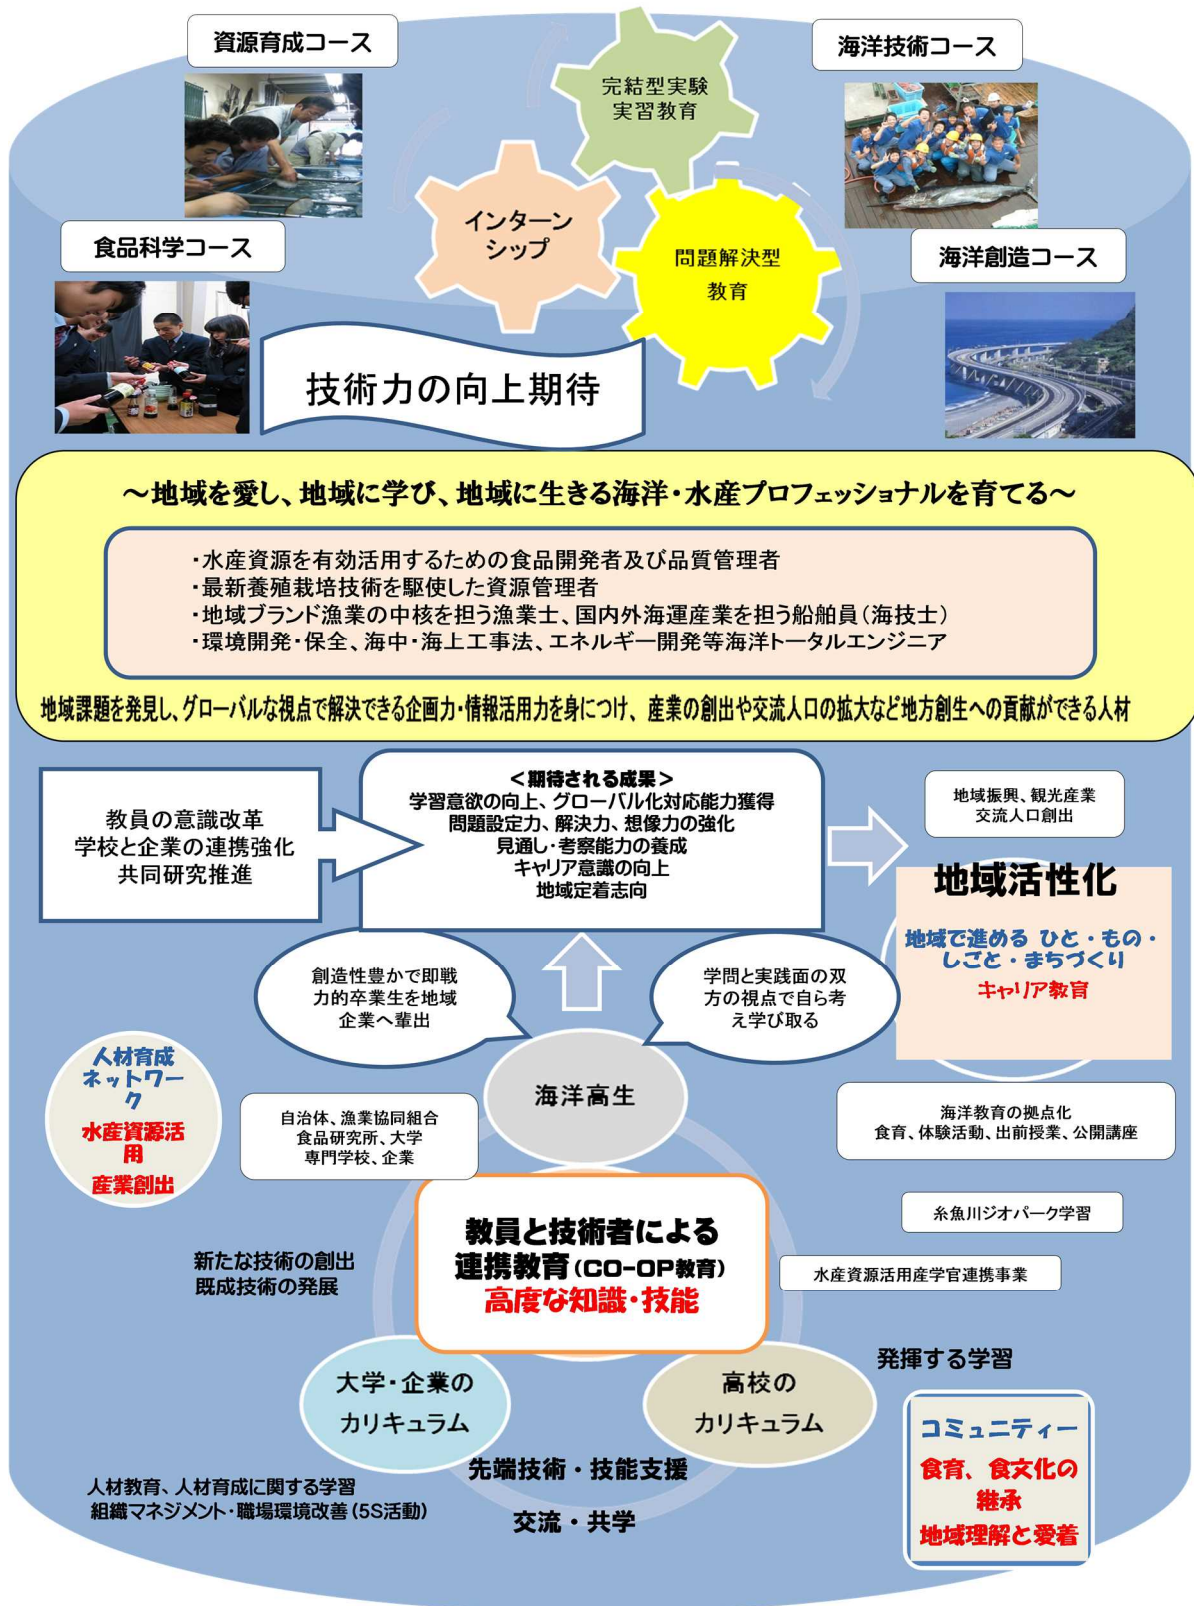 資源育成コース
海洋技術コース
完結型実験
実習教育
インターン
シップ
食品科学コース
問題解決型
教育
海洋創造コース
技術力の向上期待
～地域を愛し、地域に学び、地域に生きる海洋・水産プロフェッショナルを育てる～
・水産資源を有効活用するための食品開発者及び品質管理者
・最新養殖栽培技術を駆使した資源管理者
・地域ブランド漁業の中核を担う漁業士、国内外海運産業を担う船舶員（海技士）
・環境開発・保全、海中・海上工事法、エネルギー開発等海洋トータルエンジニア
地域課題を発見し、グローバルな視点で解決できる企画力・情報活用力を身につけ、産業の創出や交流人口の拡大など地方創生への貢献ができる人材
教員の意識改革
学校と企業の連携強化
共同研究推進
＜期待される成果＞
学習意欲の向上、グローバル化対応能力獲得
問題設定力、解決力、想像力の強化
見通し・考察能力の養成
キャリア意識の向上
地域定着志向
地域振興、観光産業
交流人口創出
地域活性化
地域で進める ひと・もの・
しごと・まちづくり
キャリア教育
創造性豊かで即戦
力的卒業生を地域
企業へ輩出
学問と実践面の双
方の視点で自ら考
え学び取る
人材育成
ネットワー
ク
水産資源活
用
産業創出
海洋高生
自治体、漁業協同組合
食品研究所、大学
専門学校、企業
海洋教育の拠点化
食育、体験活動、出前授業、公開講座
糸魚川ジオパーク学習
教員と技術者による
連携教育（CO-OP教育）
高度な知識・技能
新たな技術の創出
既成技術の発展
水産資源活用産学官連携事業
発揮する学習
大学・企業の
カリキュラム
高校の
カリキュラム
コミュニティー
食育、食文化の
継承
地域理解と愛着
先端技術・技能支援
交流・共学
人材教育、人材育成に関する学習
組織マネジメント・職場環境改善（5S活動）